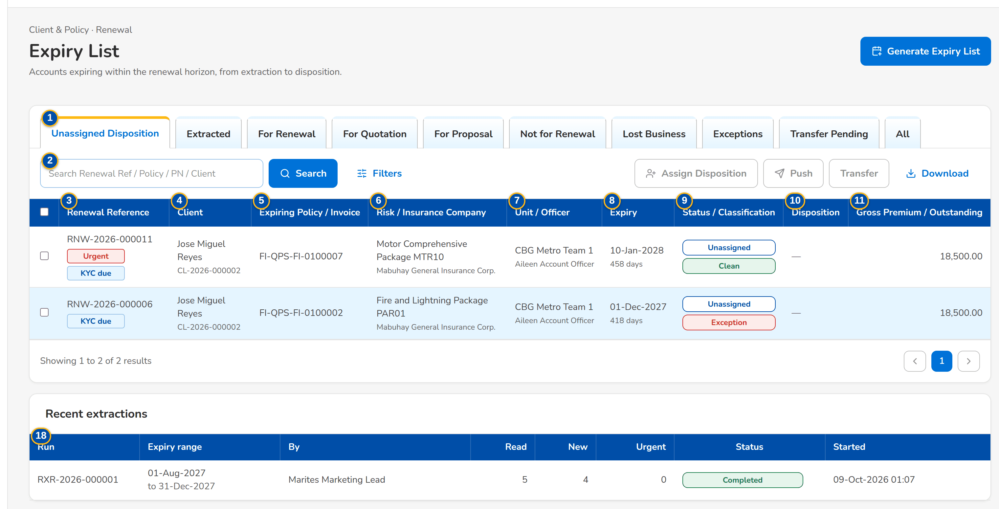 Client & Policy · Renewal
Expiry List
Generate Expiry List
Accounts expiring within the renewal horizon, from extraction to disposition.
1
Unassigned Disposition
Extracted
For Renewal
For Quotation
For Proposal
Not for Renewal
Lost Business
Exceptions
Transfer Pending
All
2
Search Renewal Ref / Policy / PN / Client
Search
Filters
Assign Disposition
Push
Transfer
Download
3 4 5 6 7 8 9 10 11
Renewal Reference
Client
Expiring Policy / Invoice
Risk / Insurance Company
Unit / Officer
Expiry
Status / Classification
Disposition
Gross Premium / Outstanding
RNW-2026-000011
Urgent
KYC due
Jose Miguel
Reyes
CL-2026-000002
FI-QPS-FI-0100007
Motor Comprehensive
Package MTR10
Mabuhay General Insurance Corp.
CBG Metro Team 1
Aileen Account Officer
10-Jan-2028
458 days
Unassigned
Clean
—
18,500.00
RNW-2026-000006
KYC due
Jose Miguel
Reyes
CL-2026-000002
FI-QPS-FI-0100002
Fire and Lightning Package
PAR01
Mabuhay General Insurance Corp.
CBG Metro Team 1
Aileen Account Officer
01-Dec-2027
418 days
Unassigned
Exception
—
18,500.00
Showing 1 to 2 of 2 results
1
Recent extractions
18
Run
Expiry range
By
Read
New
Urgent
Status
Started
RXR-2026-000001
01-Aug-2027
to 31-Dec-2027
Marites Marketing Lead
5
4
0
Completed
09-Oct-2026 01:07